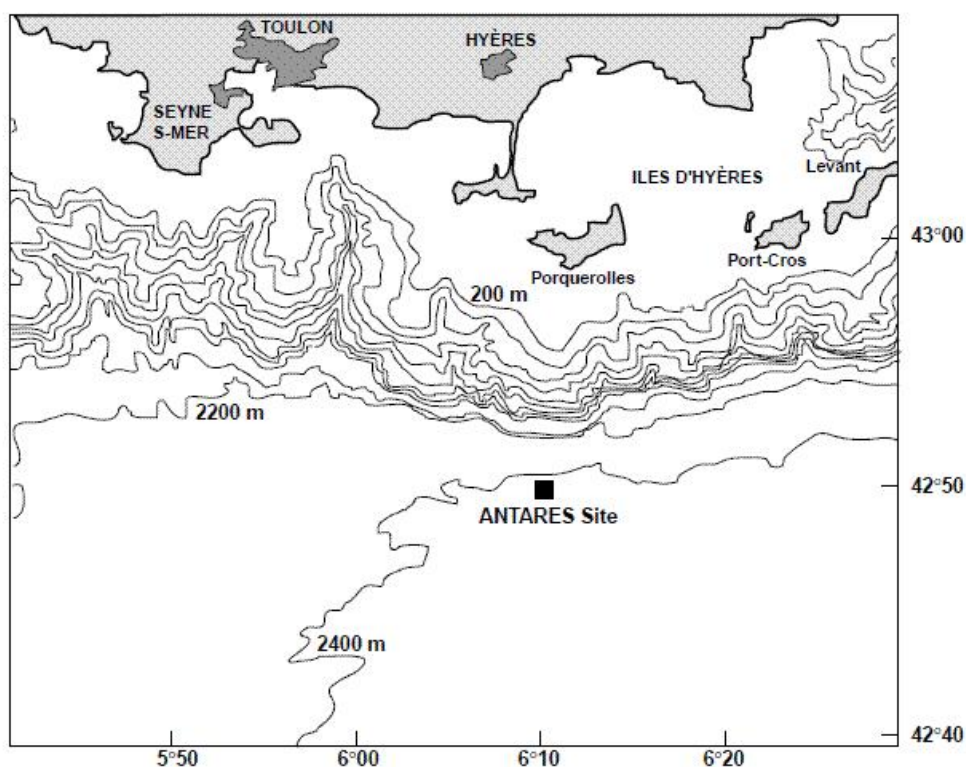 TOULON
HYÈRES
SEYNE
S-MER
Levant
ILES D'HYÈRES
43°00
Port-Cros
Porquerolles
200 m
2200 m
42°50
ANTARES Site
2400 m
42°40
5°50
6°00
6°10
6°20